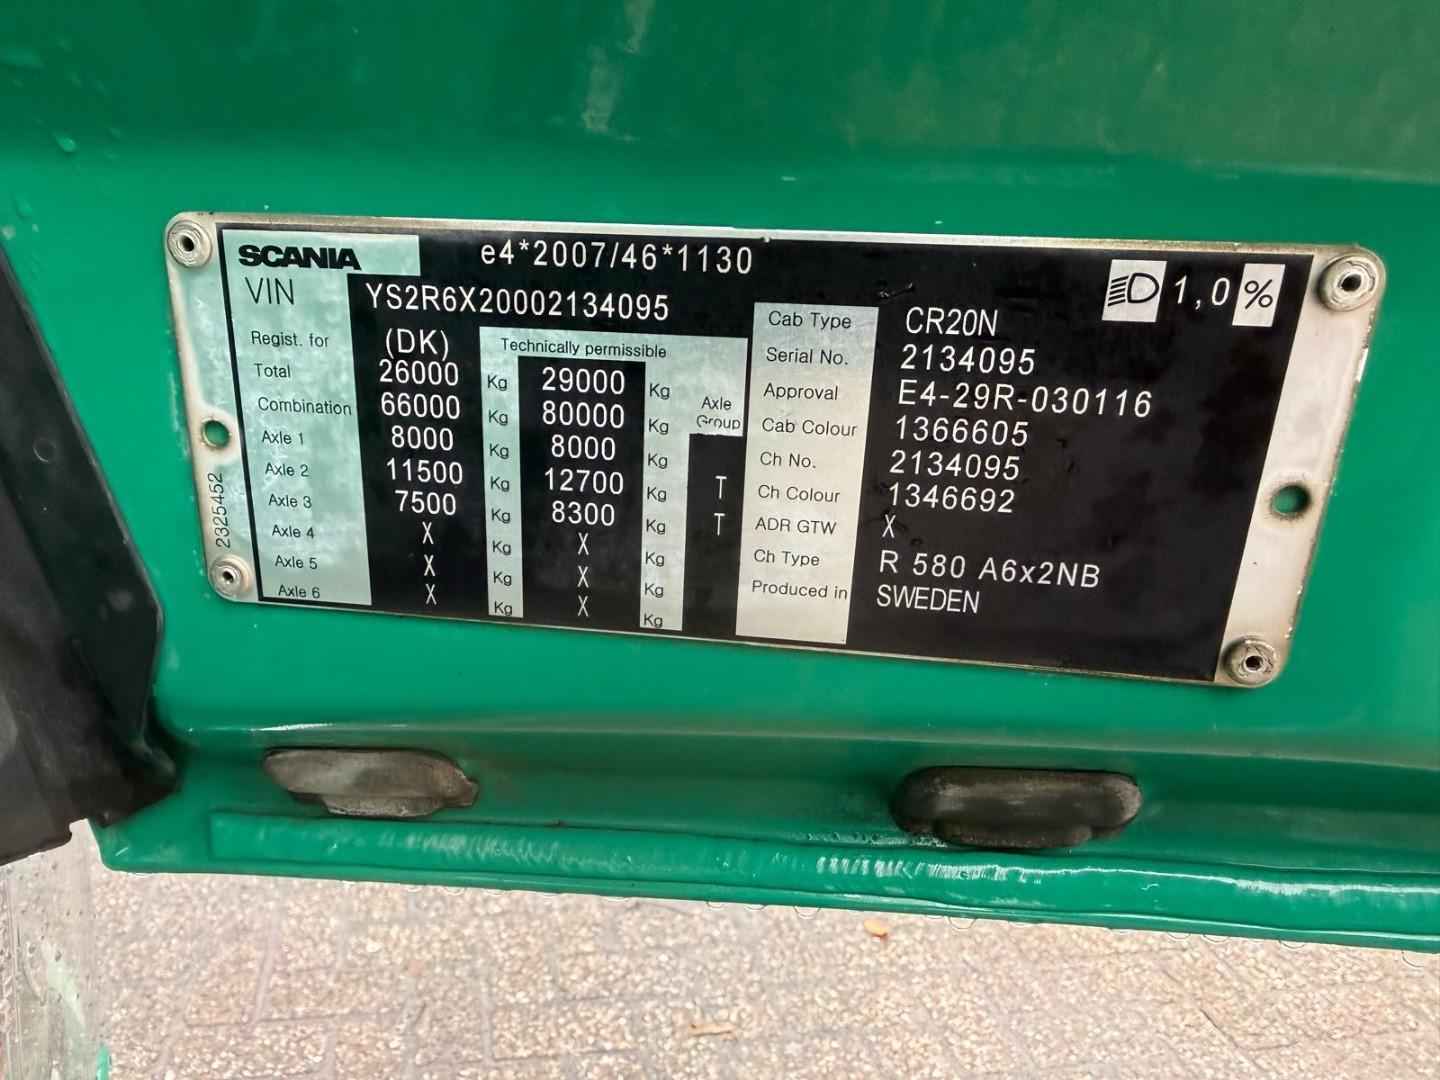 SCANIA e4*2007/46*1130
VIN YS2R6X20002134095
1,0 %
Regist. for (DK) Technically permissible
Total 26000 Kg 29000 Kg
Combination 66000 Kg 80000 Kg Axle Group
Axle 1 8000 Kg 8000 Kg
Axle 2 11500 Kg 12700 Kg T
Axle 3 7500 Kg 8300 Kg T
Axle 4 X Kg X Kg
Axle 5 X Kg X Kg
Axle 6 X Kg X Kg
Cab Type CR20N
Serial No. 2134095
Approval E4-29R-030116
Cab Colour 1366605
Ch No. 2134095
Ch Colour 1346692
ADR GTW X
Ch Type R 580 A6x2NB
Produced in SWEDEN
2325452